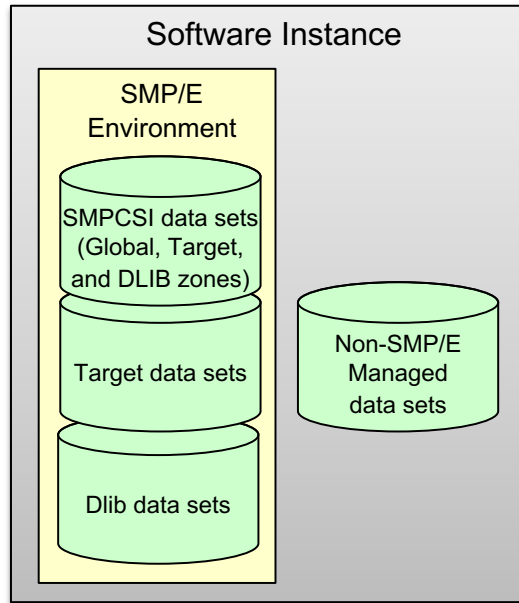 Software Instance
SMP/E
Environment
SMPCSI data sets
(Global, Target,
and DLIB zones)
Target data sets
Dlib data sets
Non-SMP/E
Managed
data sets